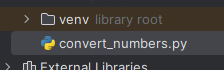 venv library root
convert_numbers.py
External Libraries